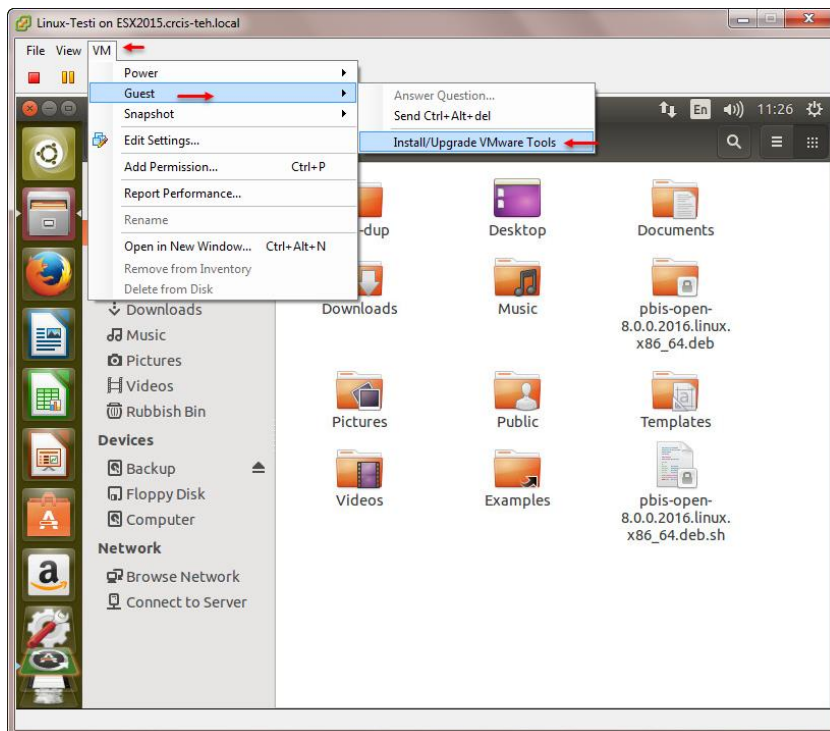 Linux-Testi on ESX2015.crcis-teh.local
File View VM
Power
Guest
Snapshot
Edit Settings...
Add Permission... Ctrl+P
Report Performance...
Rename
Open in New Window... Ctrl+Alt+N
Remove from Inventory
Delete from Disk
Answer Question...
Send Ctrl+Alt+del
Install/Upgrade VMware Tools
En 11:26
Downloads
Music
Pictures
Videos
Rubbish Bin
Devices
Backup
Floppy Disk
Computer
Network
Browse Network
Connect to Server
-dup
Desktop
Documents
Downloads
Music
pbis-open-
8.0.0.2016.linux.
x86_64.deb
Pictures
Public
Templates
Videos
Examples
pbis-open-
8.0.0.2016.linux.
x86_64.deb.sh